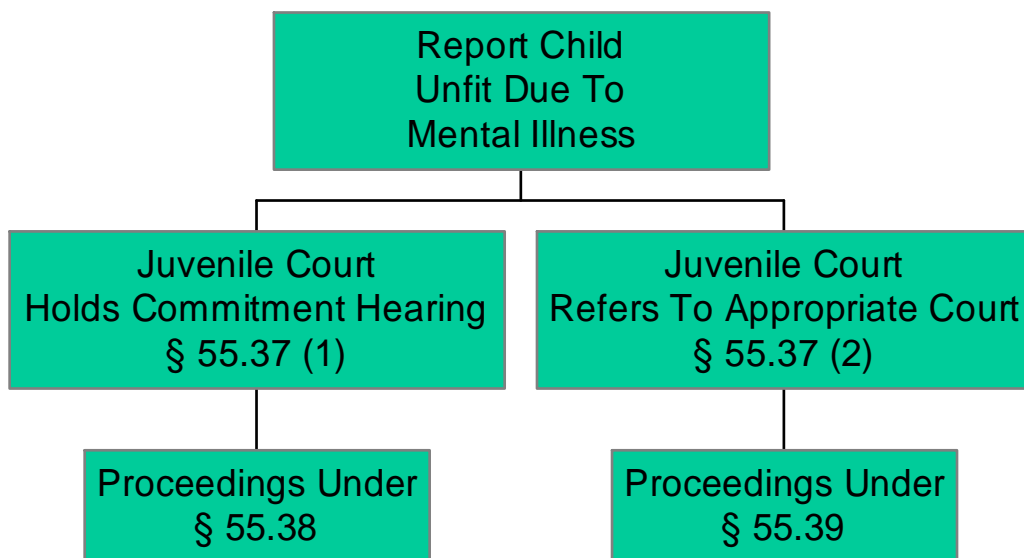 Report Child
Unfit Due To
Mental Illness
Juvenile Court
Holds Commitment Hearing
§ 55.37 (1)
Juvenile Court
Refers To Appropriate Court
§ 55.37 (2)
Proceedings Under
§ 55.38
Proceedings Under
§ 55.39